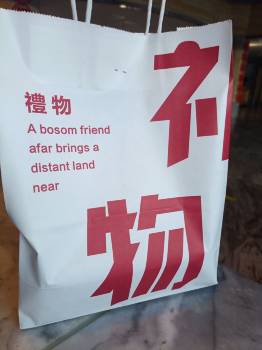 禮物
A bosom friend
afar brings a
distant land
near
物